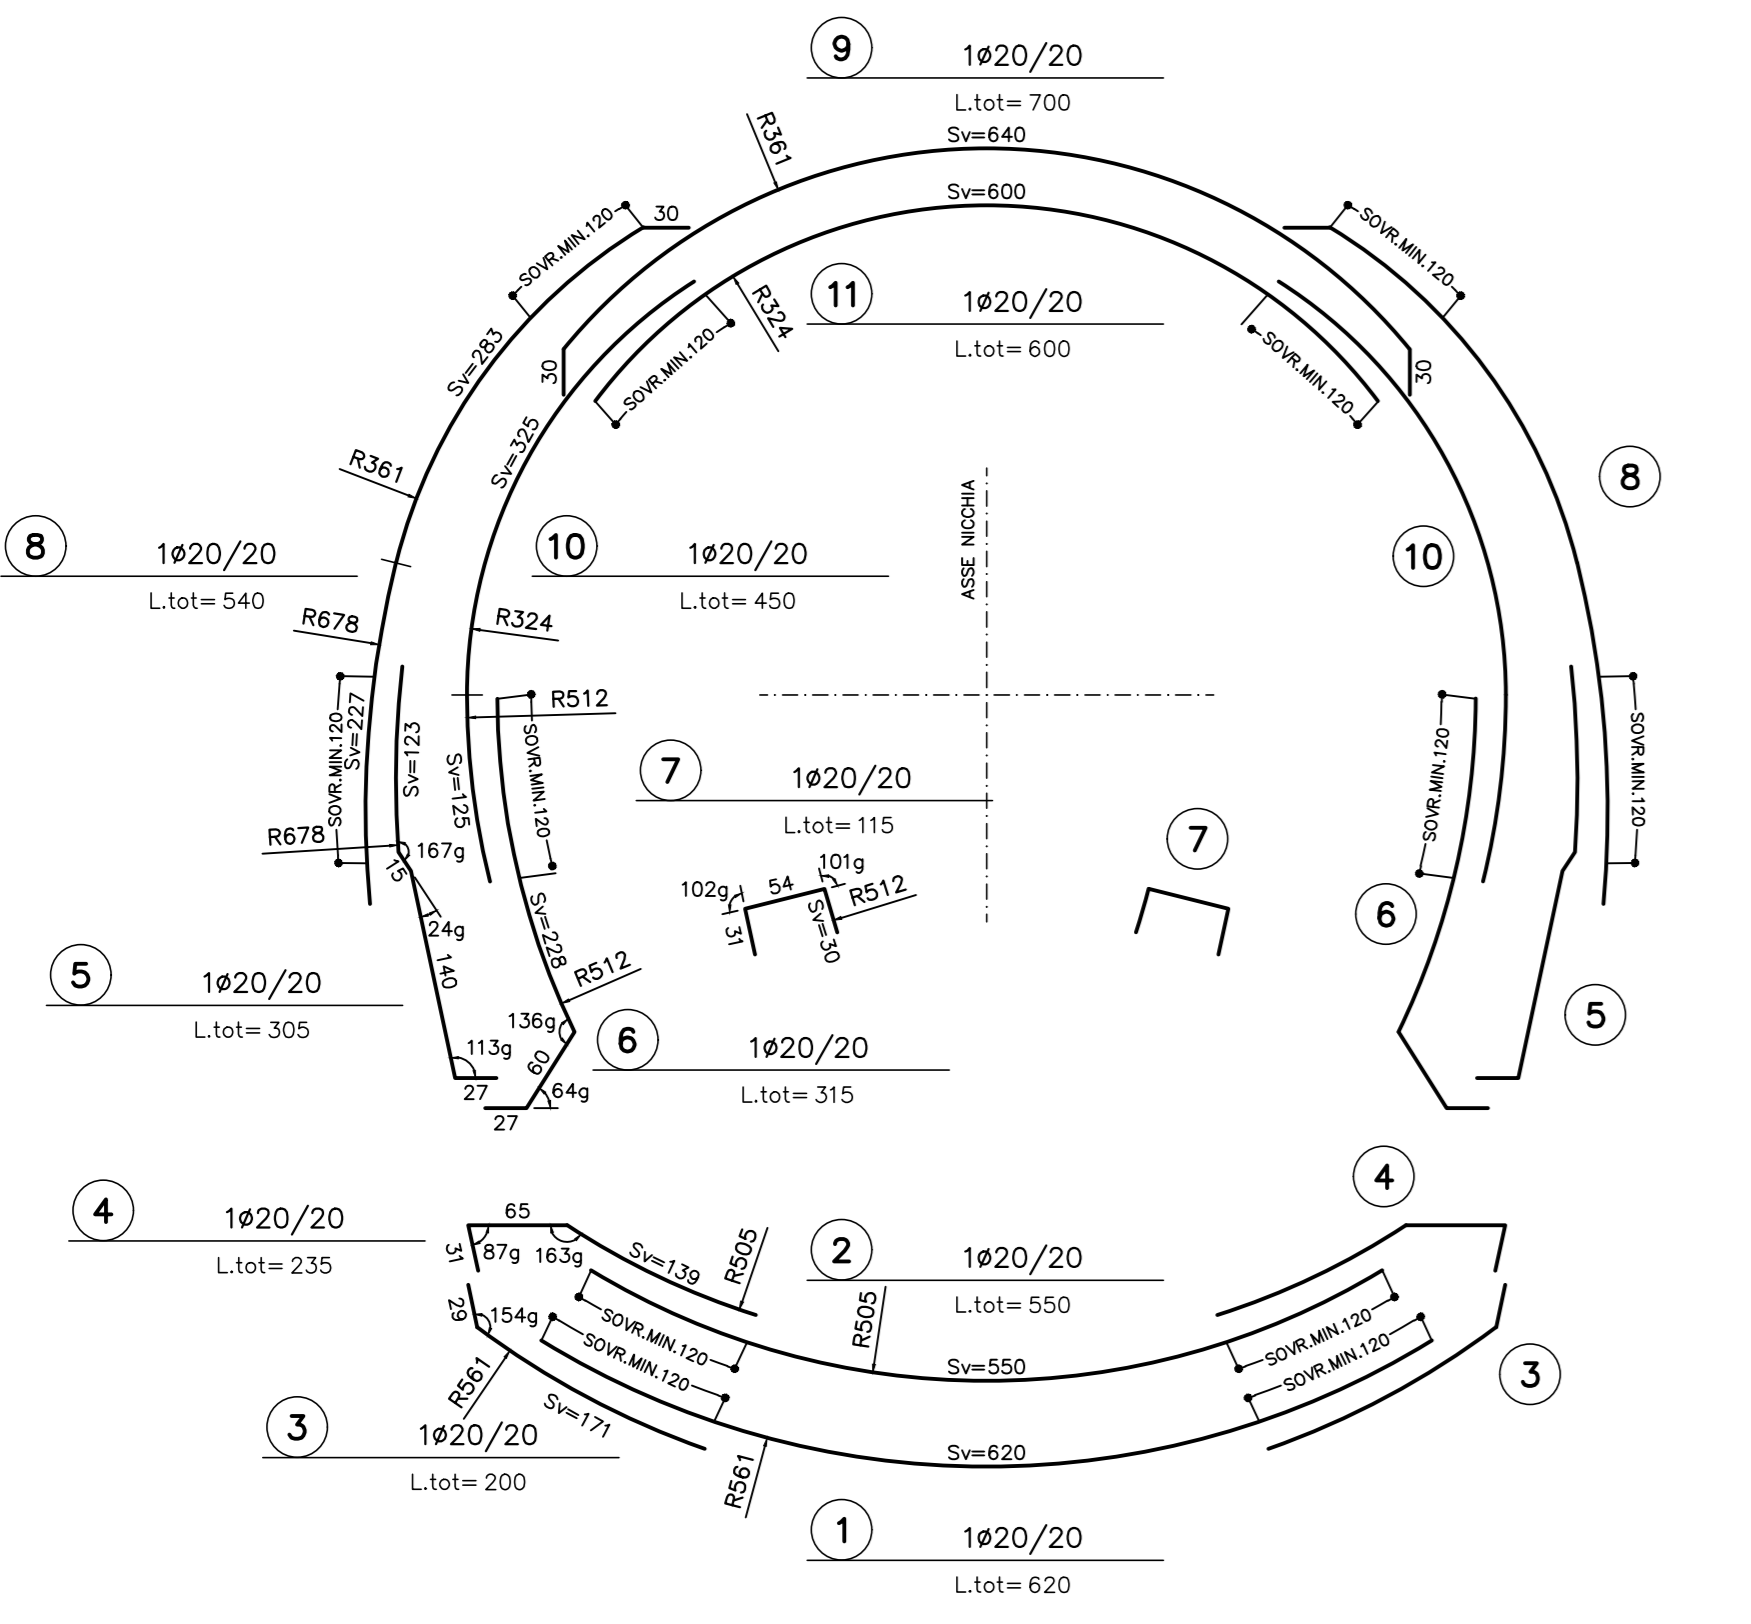 9
1ø20/20
L.tot= 700
Sv=640
R361
Sv=600
SOVR.MIN.120
30
SOVR.MIN.120
11
1ø20/20
L.tot= 600
R324
SOVR.MIN.120
SOVR.MIN.120
30
30
Sv=283
Sv=325
R361
8
ASSE NICCHIA
8
1ø20/20
L.tot= 540
10
1ø20/20
L.tot= 450
10
R678
R324
R512
SOVR.MIN.120
Sv=227
Sv=123
Sv=125
SOVR.MIN.120
SOVR.MIN.120
SOVR.MIN.120
7
1ø20/20
L.tot= 115
7
R678
167g
15
101g
54
102g
R512
31
Sv=30
6
24g
Sv=228
140
R512
5
1ø20/20
L.tot= 305
5
136g
6
1ø20/20
L.tot= 315
113g
60
64g
27
27
4
4
1ø20/20
L.tot= 235
65
31
87g
163g
Sv=139
R505
2
1ø20/20
L.tot= 550
R505
29
154g
SOVR.MIN.120
SOVR.MIN.120
SOVR.MIN.120
SOVR.MIN.120
Sv=550
3
R561
Sv=171
3
1ø20/20
L.tot= 200
Sv=620
R561
1
1ø20/20
L.tot= 620